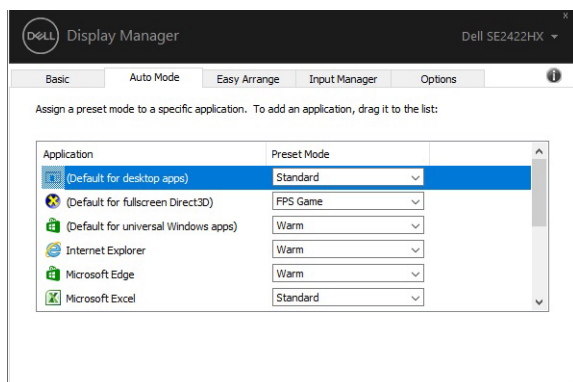 x
DELL Display Manager Dell SE2422HX
Basic Auto Mode Easy Arrange Input Manager Options i
Assign a preset mode to a specific application. To add an application, drag it to the list:
Application Preset Mode
(Default for desktop apps) Standard
(Default for fullscreen Direct3D) FPS Game
(Default for universal Windows apps) Warm
Internet Explorer Warm
Microsoft Edge Warm
Microsoft Excel Standard